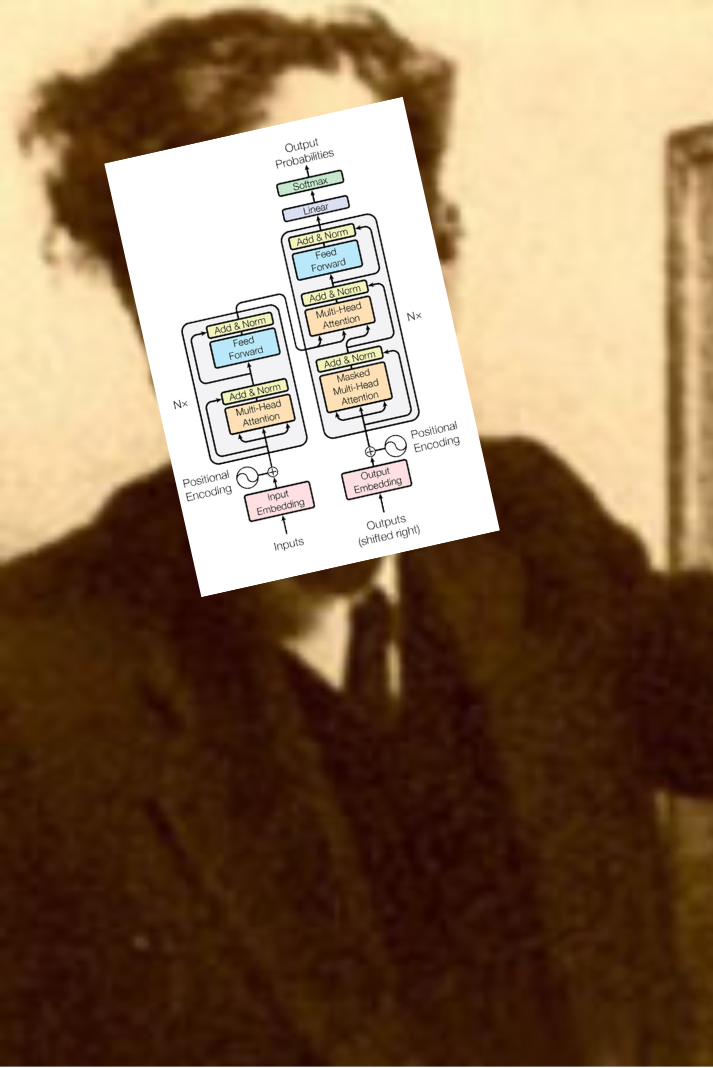 Output
Probabilities
Softmax
Linear
Add & Norm
Feed
Forward
Add & Norm
Multi-Head
Attention
Add & Norm
Masked
Multi-Head
Attention
N×
Positional
Encoding
Output
Embedding
Outputs
(shifted right)
Add & Norm
Feed
Forward
Add & Norm
Multi-Head
Attention
N×
Positional
Encoding
Input
Embedding
Inputs